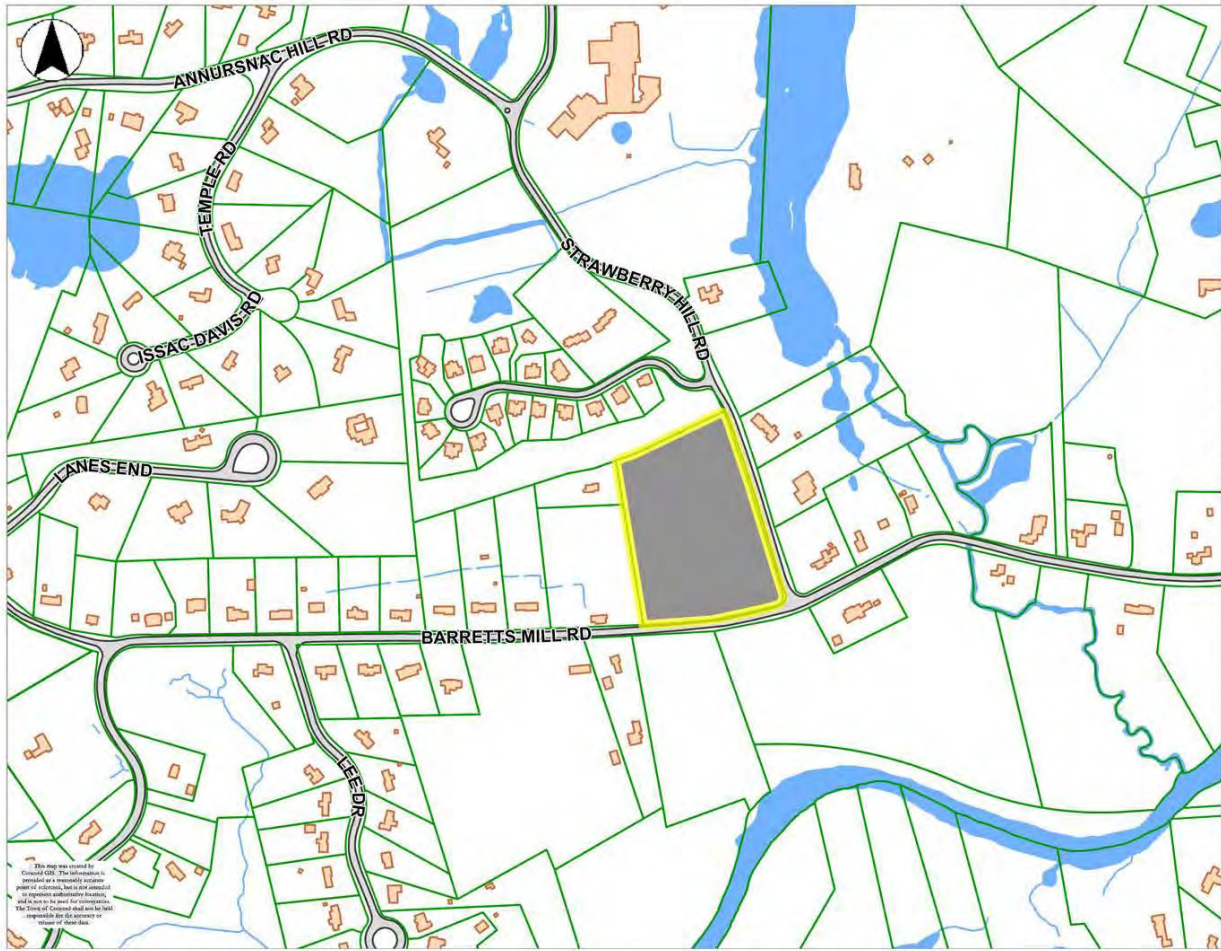 ANNURSNAC HILL RD
TEMPLE RD
STRAWBERRY HILL RD
ISSAC DAVIS RD
LANES END
BARRETTS MILL RD
LEE DR
This map was created by
Concord GIS. The information is
provided as a reasonably accurate
point of reference, but is not intended
to represent authoritative location,
and is not to be used for conveyances.
The Town of Concord shall not be held
responsible for the accuracy or
misuse of these data.